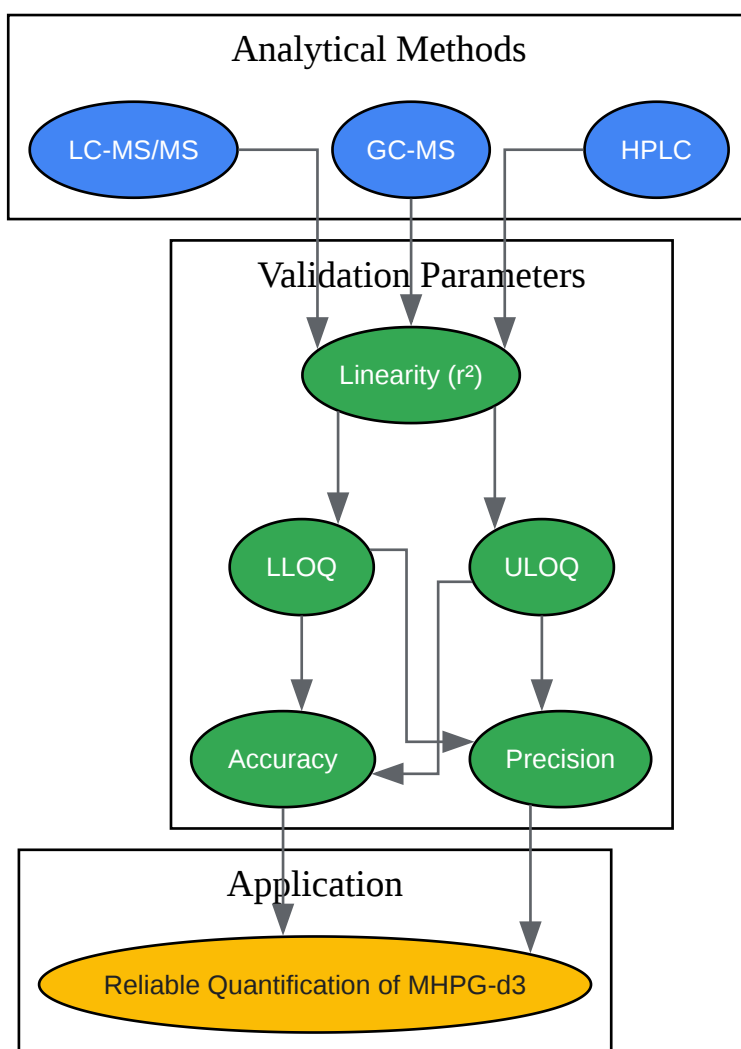 Analytical Methods
LC-MS/MS
GC-MS
HPLC
Validation Parameters
Linearity (r²)
LLOQ
ULOQ
Accuracy
Precision
Application
Reliable Quantification of MHPG-d3